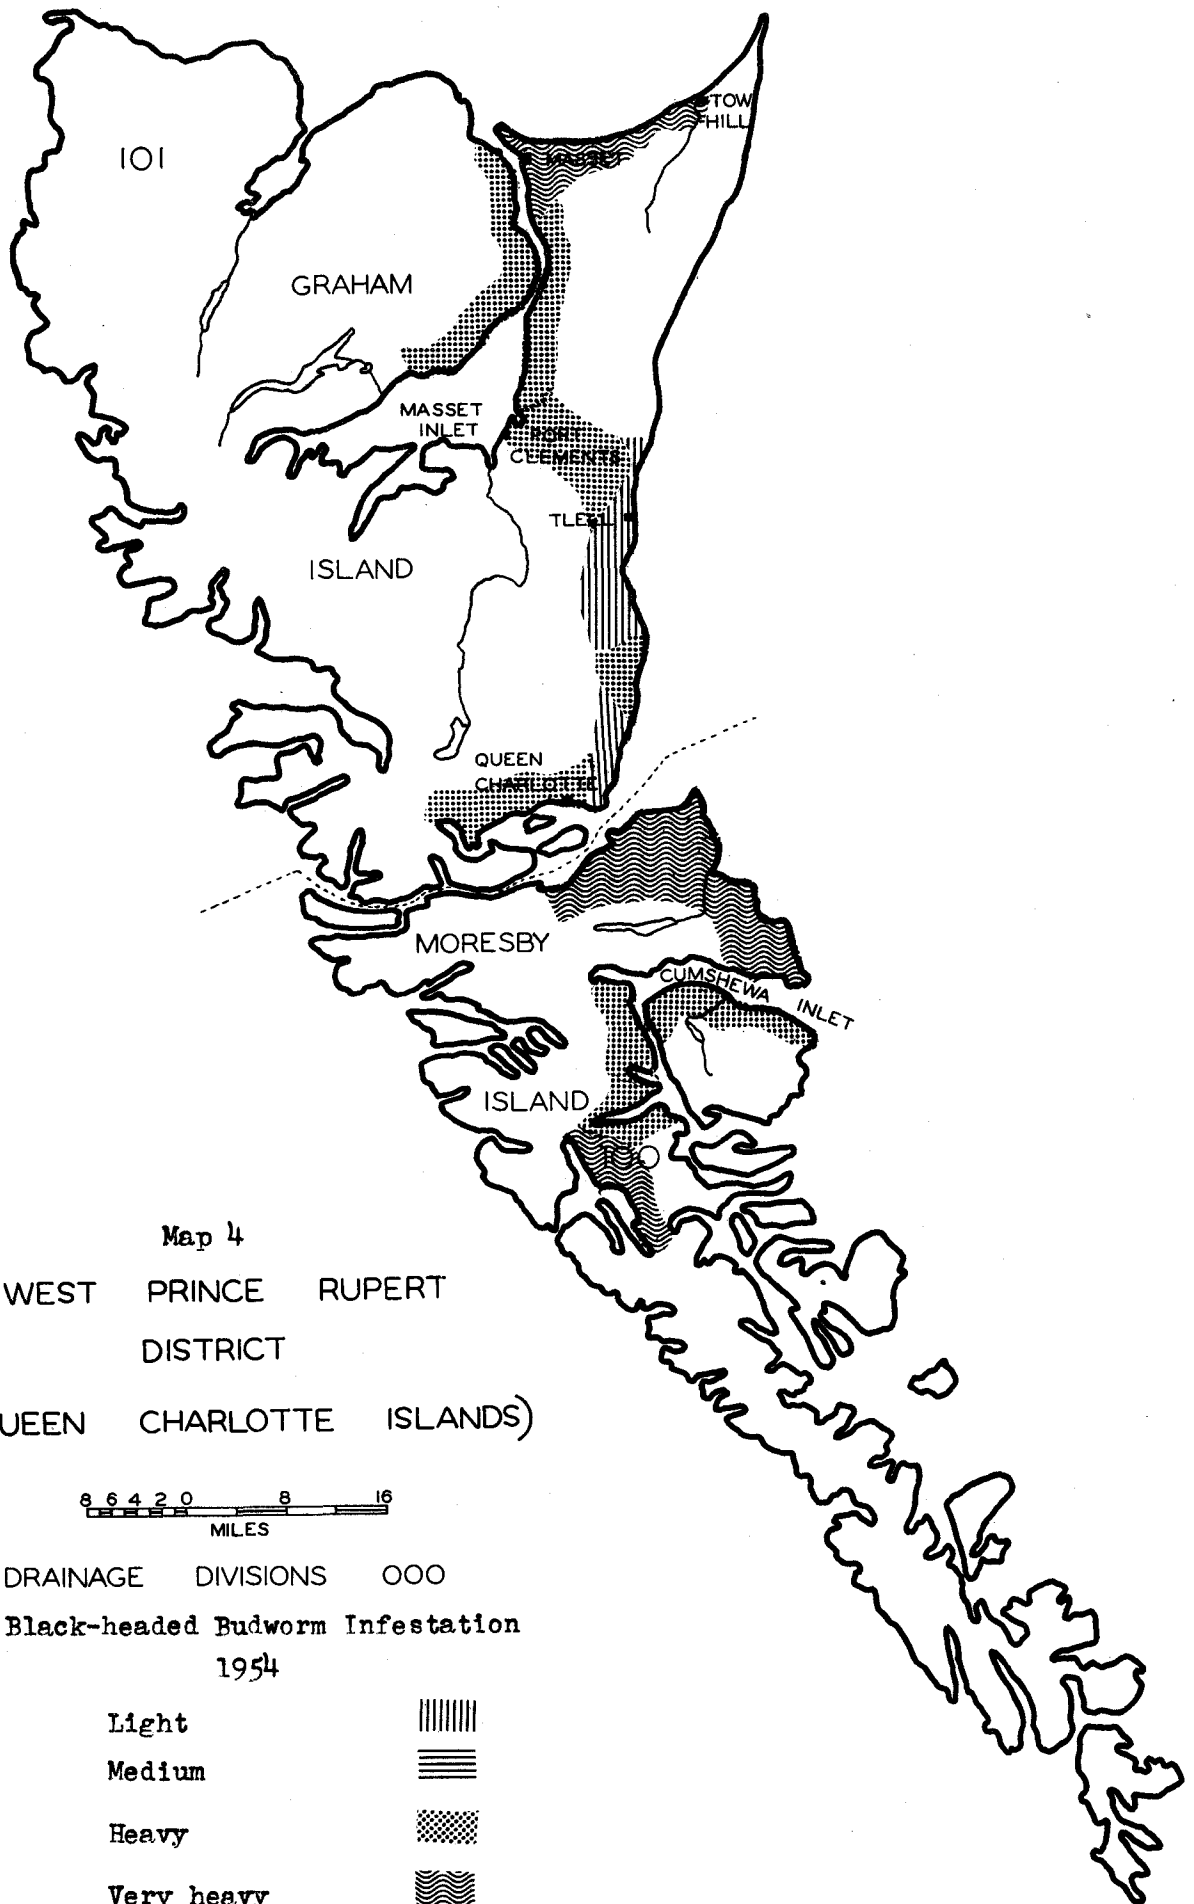 TOW
HILL
MASSET
101
GRAHAM
MASSET
INLET
PORT
CLEMENTS
TLELL
ISLAND
QUEEN
CHARLOTTE
MORESBY
CUMSHEWA INLET
ISLAND
100
Map 4
WEST PRINCE RUPERT
DISTRICT
UEEN CHARLOTTE ISLANDS)
8 6 4 2 0 8 16
MILES
DRAINAGE DIVISIONS 000
Black-headed Budworm Infestation
1954
Light
Medium
Heavy
Very heavy